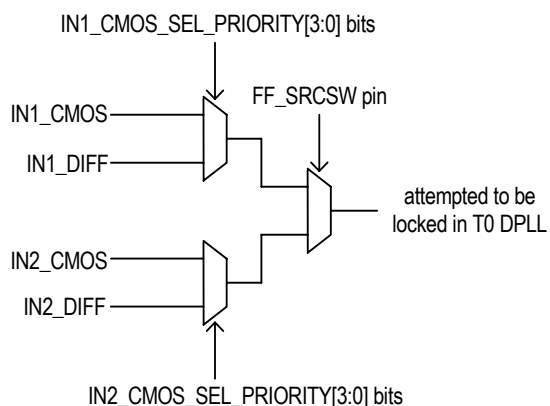 IN1_CMOS_SEL_PRIORITY[3:0] bits
FF_SRCSW pin
IN1_CMOS
IN1_DIFF
attempted to be
locked in T0 DPLL
IN2_CMOS
IN2_DIFF
IN2_CMOS_SEL_PRIORITY[3:0] bits